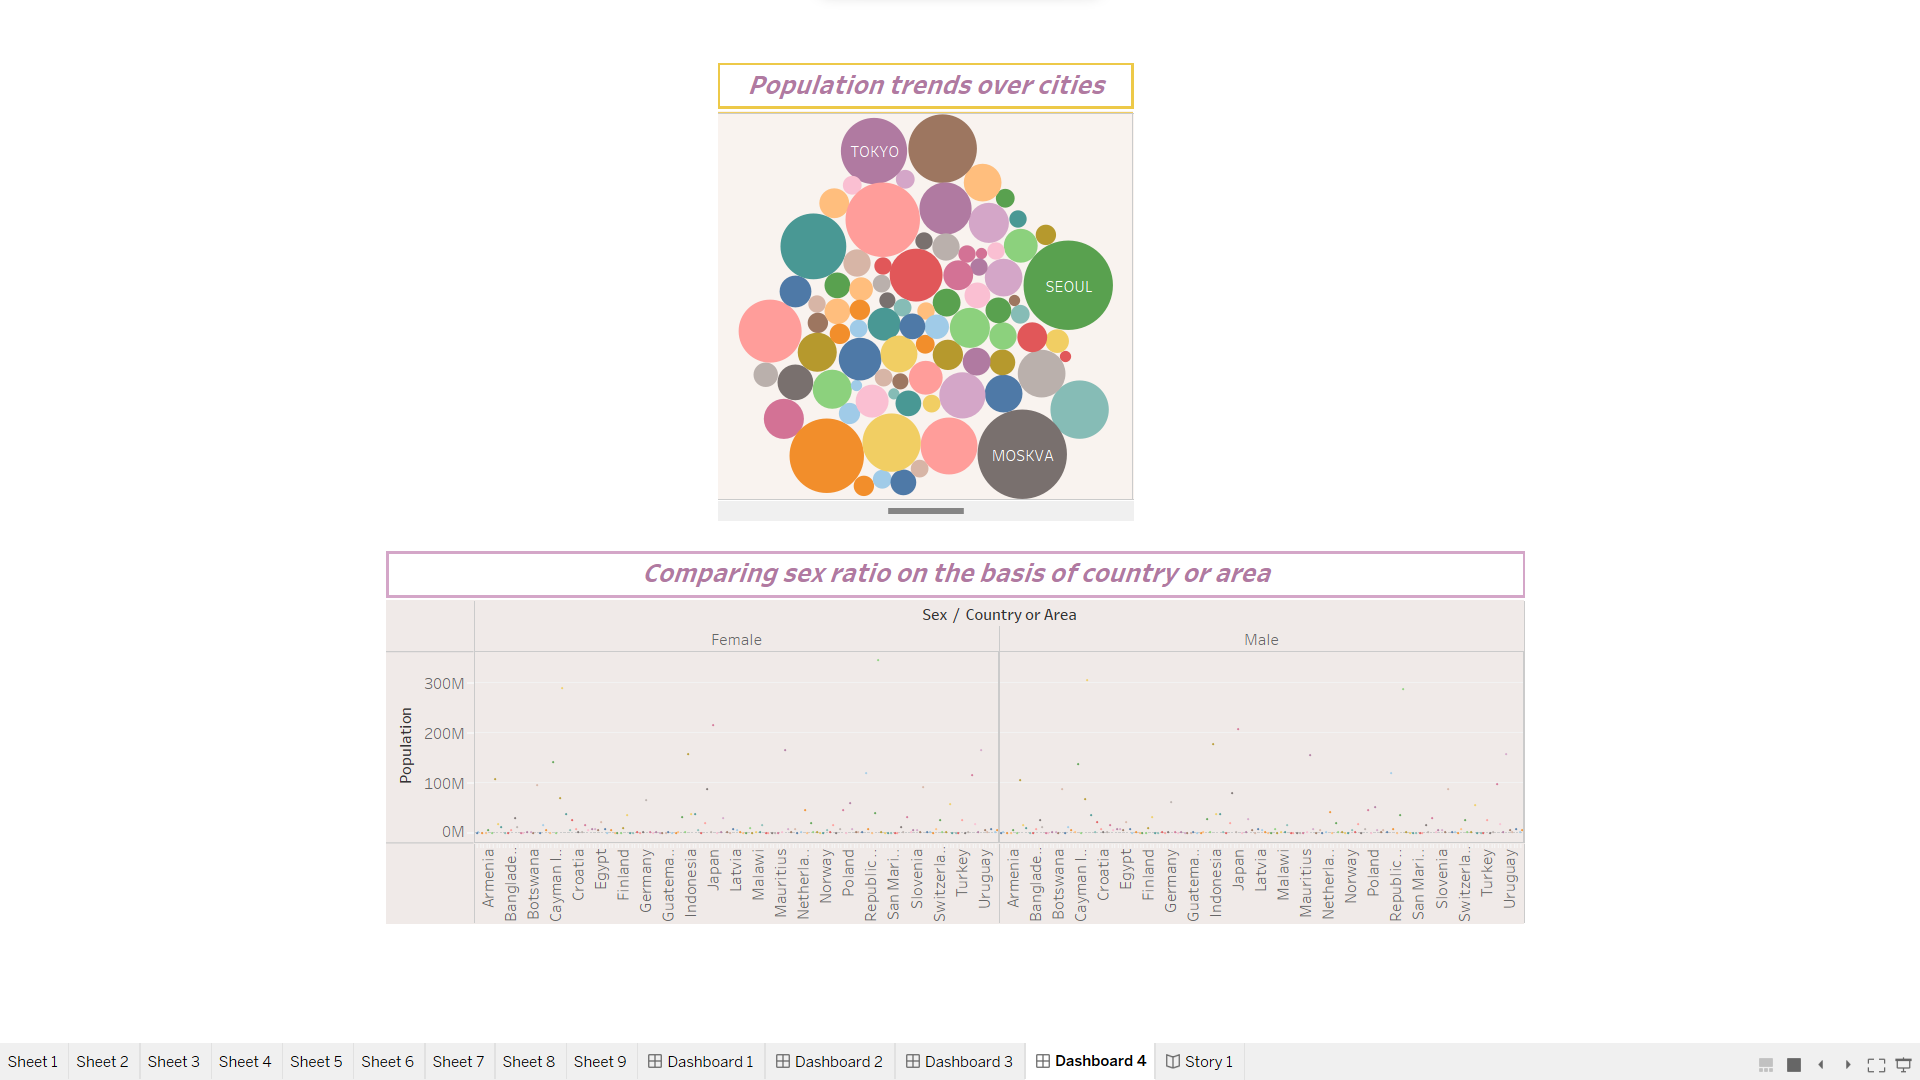 Population trends over cities
TOKYO
SEOUL
MOSKVA
Comparing sex ratio on the basis of country or area
Sex / Country or Area
Female Male
Population
300M
200M
100M
0M
Armenia Banglade.. Botswana Cayman I.. Croatia Egypt Finland Germany Guatema.. Indonesia Japan Latvia Malawi Mauritius Netherla.. Norway Poland Republic .. San Mari.. Slovenia Switzerla.. Turkey Uruguay Armenia Banglade.. Botswana Cayman I.. Croatia Egypt Finland Germany Guatema.. Indonesia Japan Latvia Malawi Mauritius Netherla.. Norway Poland Republic .. San Mari.. Slovenia Switzerla.. Turkey Uruguay
Sheet 1 Sheet 2 Sheet 3 Sheet 4 Sheet 5 Sheet 6 Sheet 7 Sheet 8 Sheet 9 Dashboard 1 Dashboard 2 Dashboard 3 Dashboard 4 Story 1